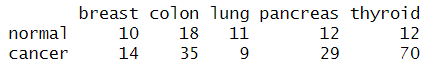 breast colon lung pancreas thyroid
normal 10 18 11 12 12
cancer 14 35 9 29 70